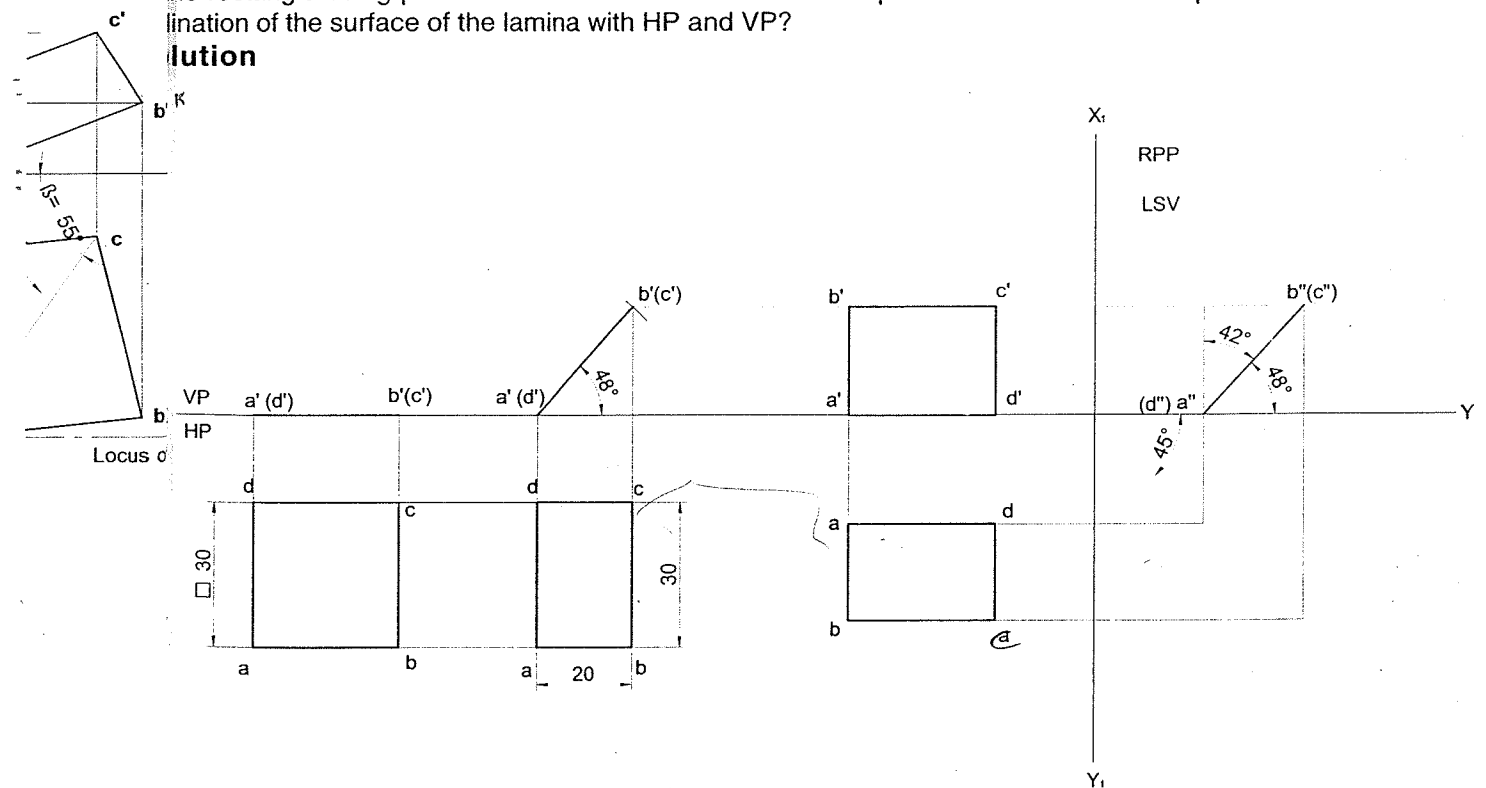 lination of the surface of the lamina with HP and VP?
lution
c'
b'
K
β= 55°
c
b
Locus o
X₁
RPP
LSV
b'(c')
48°
b'
c'
b"(c")
42°
48°
VP
a' (d')
b'(c')
a' (d')
a'
d'
(d") a"
Y
HP
45°
d
c
d
c
a
d
□ 30
30
a
b
a
20
b
b
a
Y₁